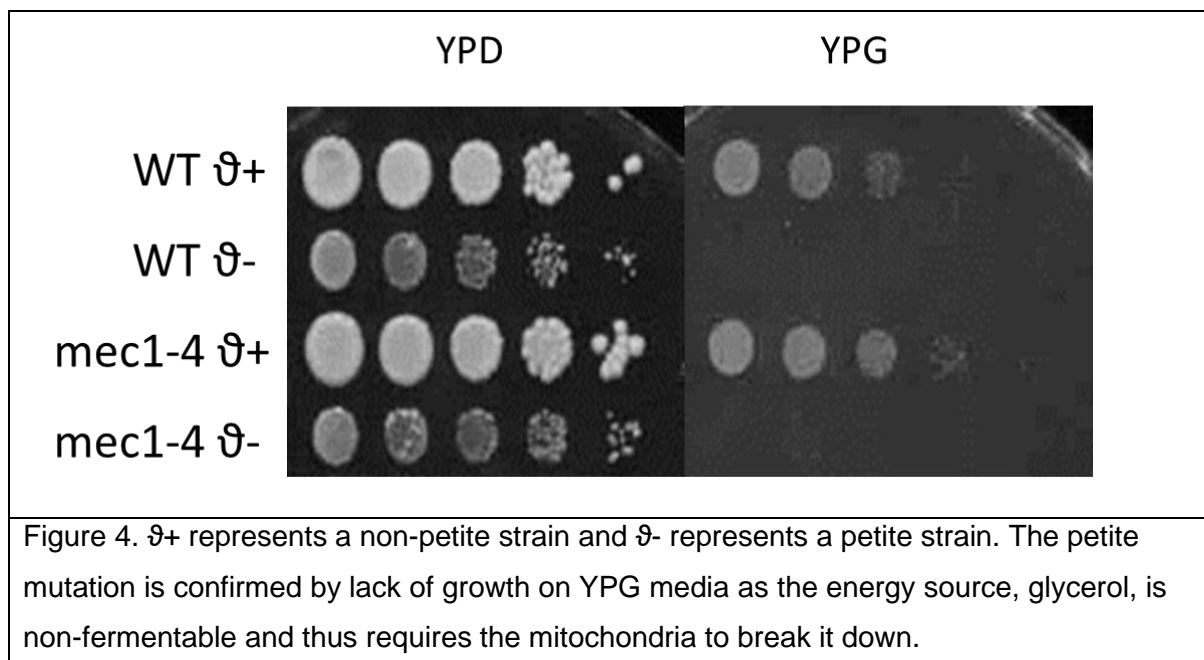 YPD YPG
WT ϑ+
WT ϑ-
mec1-4 ϑ+
mec1-4 ϑ-
Figure 4. ϑ+ represents a non-petite strain and ϑ- represents a petite strain. The petite
mutation is confirmed by lack of growth on YPG media as the energy source, glycerol, is
non-fermentable and thus requires the mitochondria to break it down.